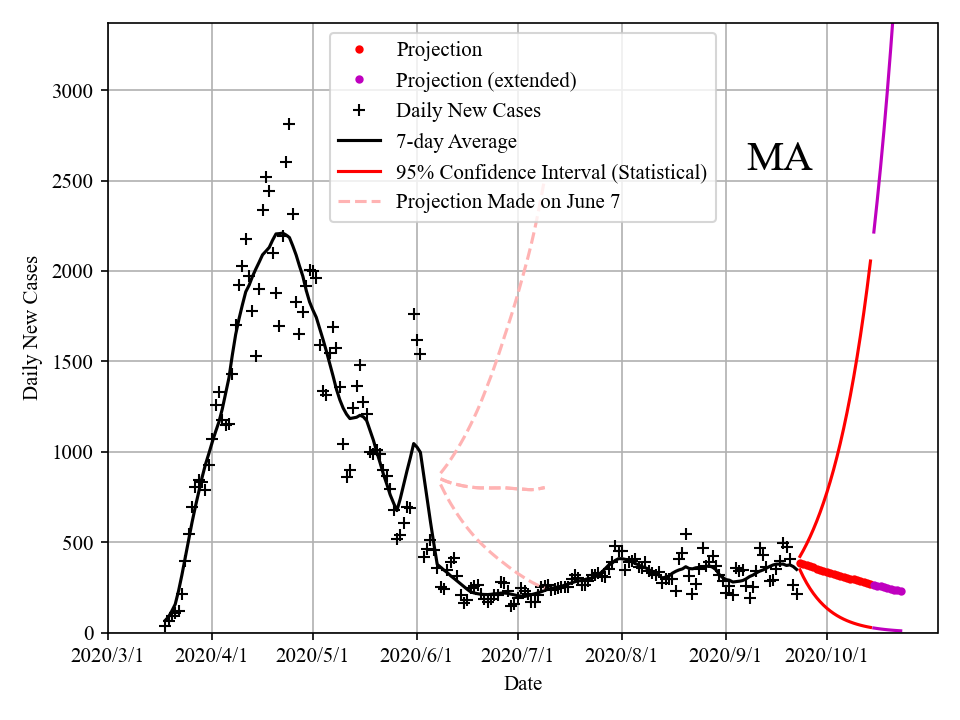 Projection
Projection (extended)
Daily New Cases
7-day Average
95% Confidence Interval (Statistical)
Projection Made on June 7
MA
Daily New Cases
3000
2500
2000
1500
1000
500
0
2020/3/1 2020/4/1 2020/5/1 2020/6/1 2020/7/1 2020/8/1 2020/9/1 2020/10/1
Date